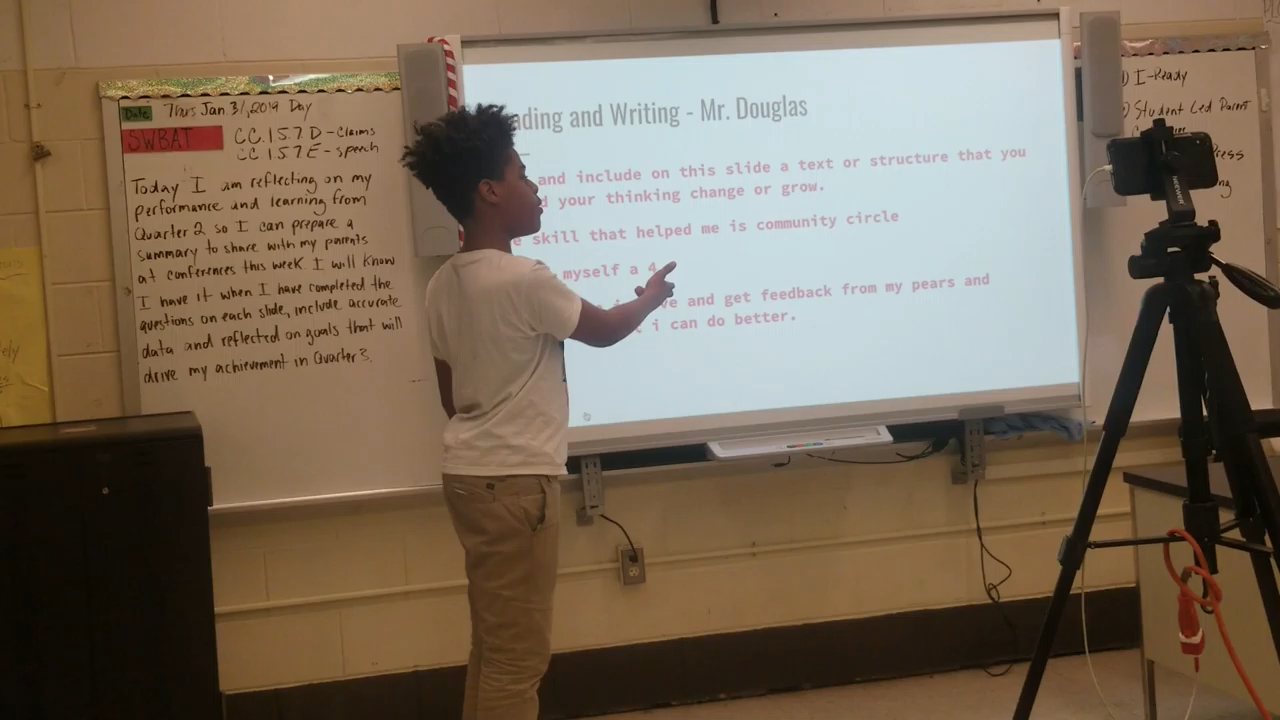 Date Thurs Jan. 31, 2019 Day
SWBAT
CC.1.5.7 D - Claims
CC.1.5.7 E - speech
Today I am reflecting on my
performance and learning from
Quarter 2 so I can prepare a
summary to share with my parents
at conferences this week. I will know
I have it when I have completed the
questions on each slide, include accurate
data and reflected on goals that will
drive my achievement in Quarter 3.
ading and Writing - Mr. Douglas
and include on this slide a text or structure that you
d your thinking change or grow.
skill that helped me is community circle
myself a 4
ve and get feedback from my pears and
i can do better.
) I-Ready
) Student Led Parent
ress
ng